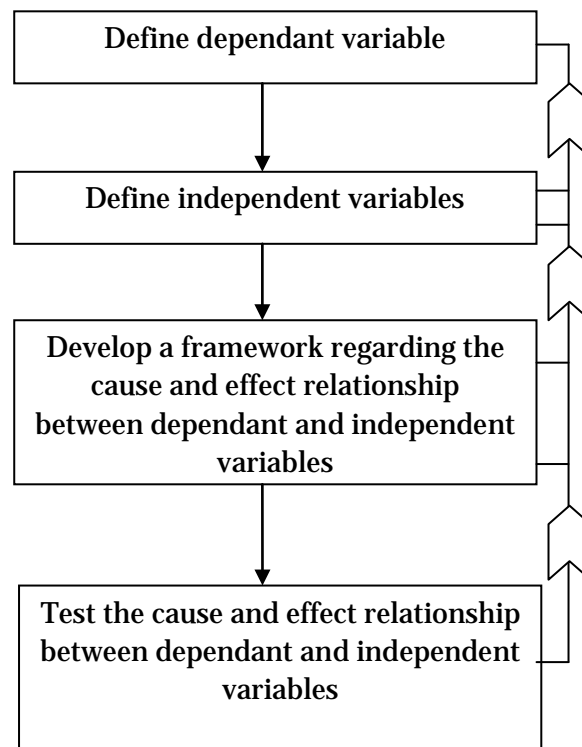 Define dependant variable
Define independent variables
Develop a framework regarding the
cause and effect relationship
between dependant and independent
variables
Test the cause and effect relationship
between dependant and independent
variables